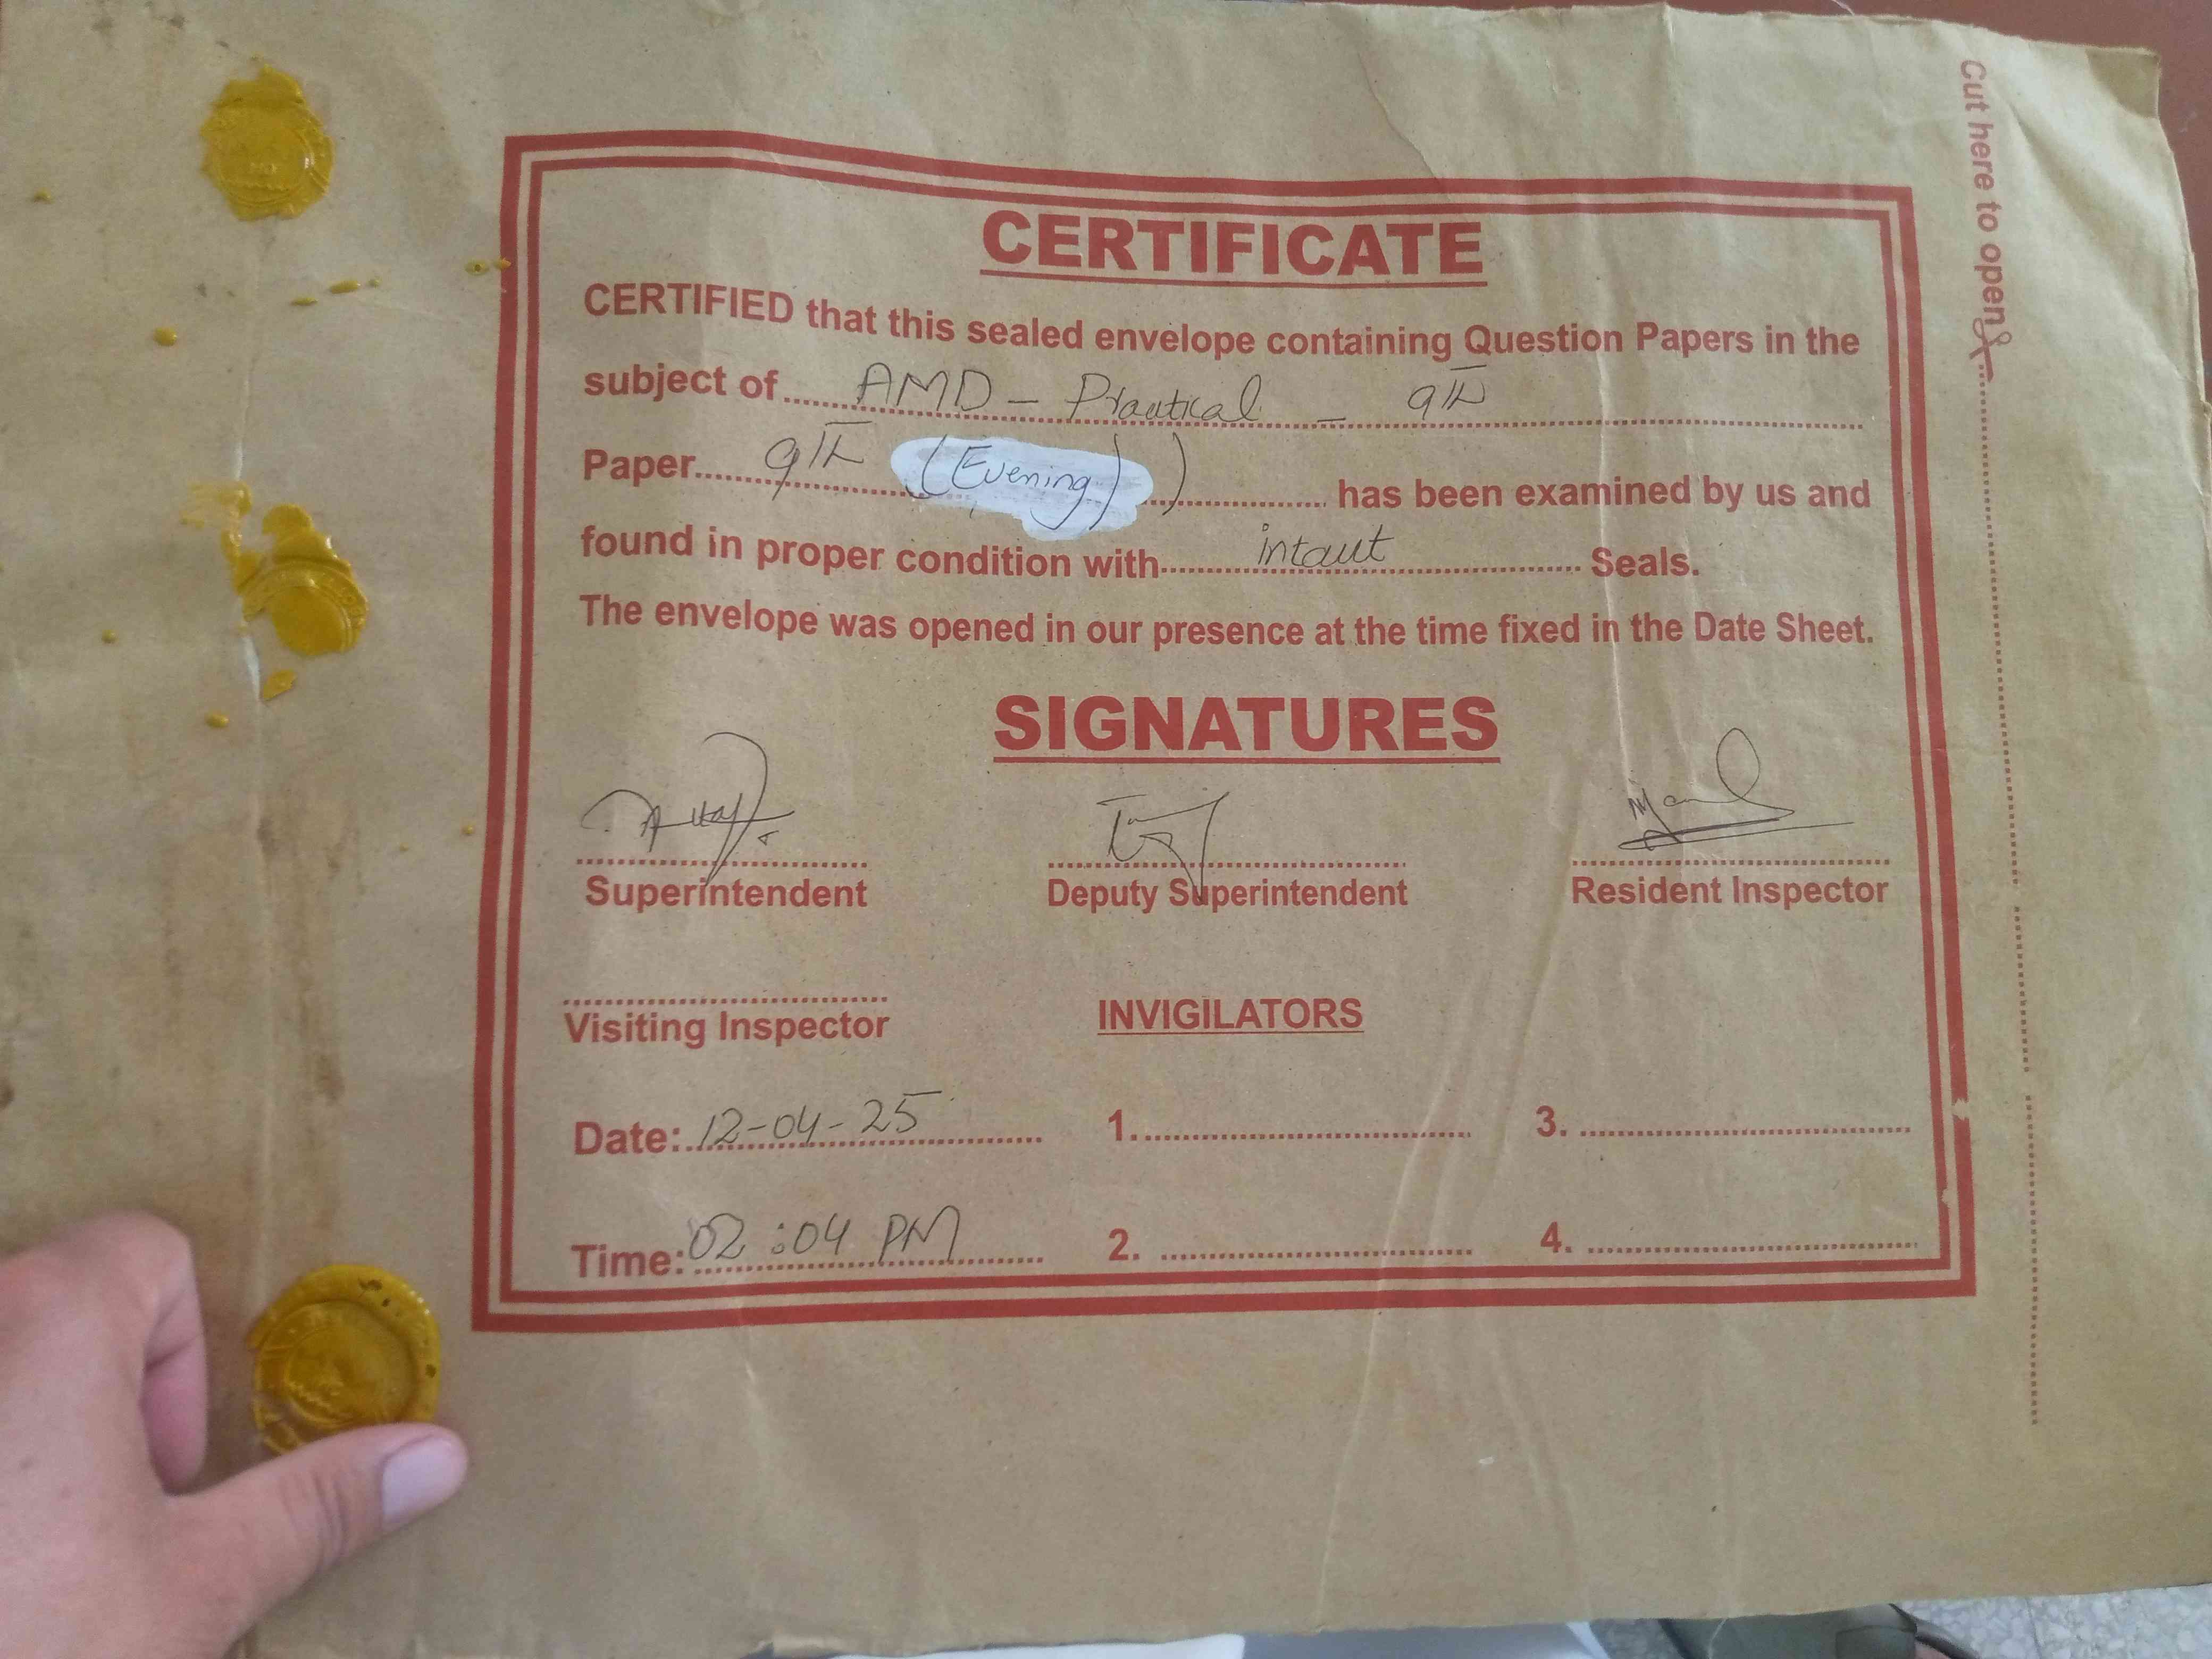 CERTIFICATE
CERTIFIED that this sealed envelope containing Question Papers in the
subject of AMD - Practical - 9th
Paper 9th (Evening) ) has been examined by us and
found in proper condition with intact Seals.
The envelope was opened in our presence at the time fixed in the Date Sheet.
SIGNATURES
Superintendent Deputy Superintendent Resident Inspector
Visiting Inspector INVIGILATORS
Date: 12-04-25 1. 3.
Time: 02:04 PM 2. 4.
Cut here to open